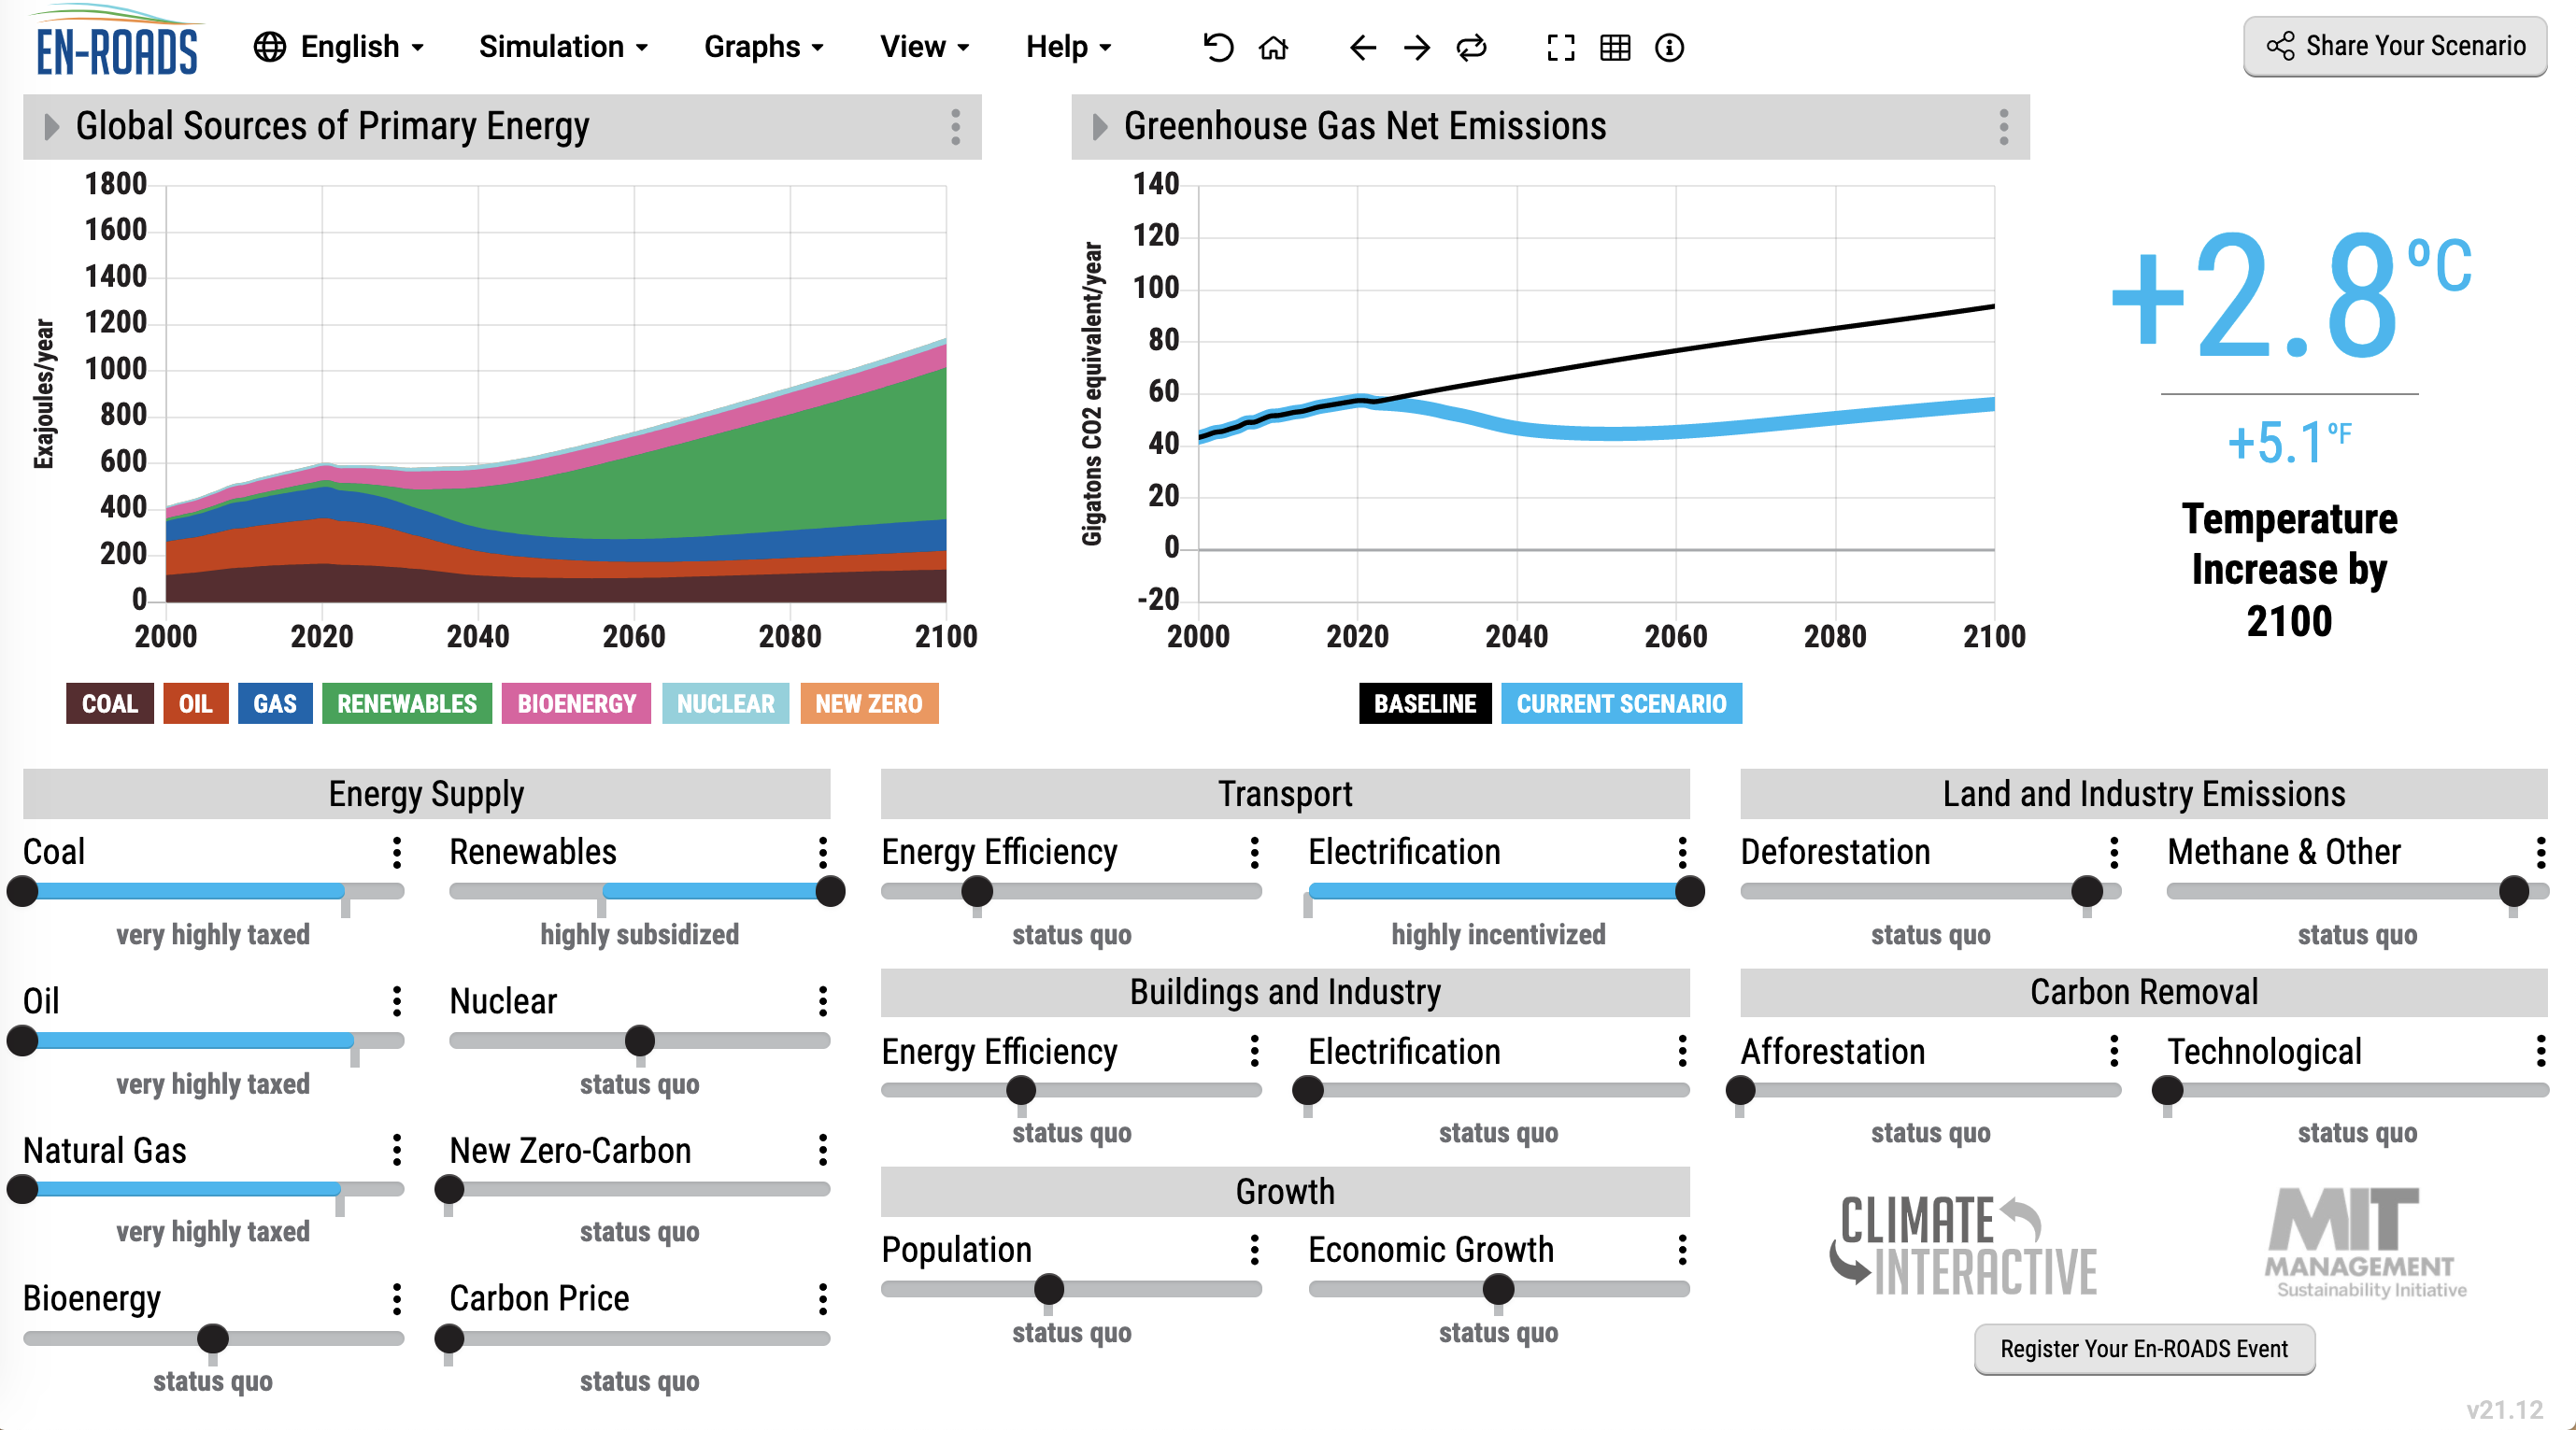 EN-ROADS
English
Simulation
Graphs
View
Help
Share Your Scenario
Global Sources of Primary Energy
Exajoules/year
1800
1600
1400
1200
1000
800
600
400
200
0
2000 2020 2040 2060 2080 2100
COAL OIL GAS RENEWABLES BIOENERGY NUCLEAR NEW ZERO
Greenhouse Gas Net Emissions
Gigatons CO2 equivalent/year
140
120
100
80
60
40
20
0
-20
2000 2020 2040 2060 2080 2100
BASELINE CURRENT SCENARIO
+2.8°C
+5.1°F
Temperature
Increase by
2100
Energy Supply
Coal
very highly taxed
Renewables
highly subsidized
Oil
very highly taxed
Nuclear
status quo
Natural Gas
very highly taxed
New Zero-Carbon
status quo
Bioenergy
status quo
Carbon Price
status quo
Transport
Energy Efficiency
status quo
Electrification
highly incentivized
Buildings and Industry
Energy Efficiency
status quo
Electrification
status quo
Growth
Population
status quo
Economic Growth
status quo
Land and Industry Emissions
Deforestation
status quo
Methane & Other
status quo
Carbon Removal
Afforestation
status quo
Technological
status quo
CLIMATE
INTERACTIVE
MIT
MANAGEMENT
Sustainability Initiative
Register Your En-ROADS Event
v21.12